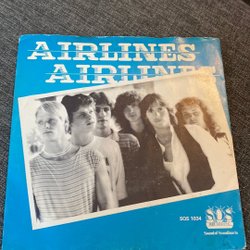 AIRLINES
AIRLINES
SOS 1034
SOS
Sound of Scandinavia